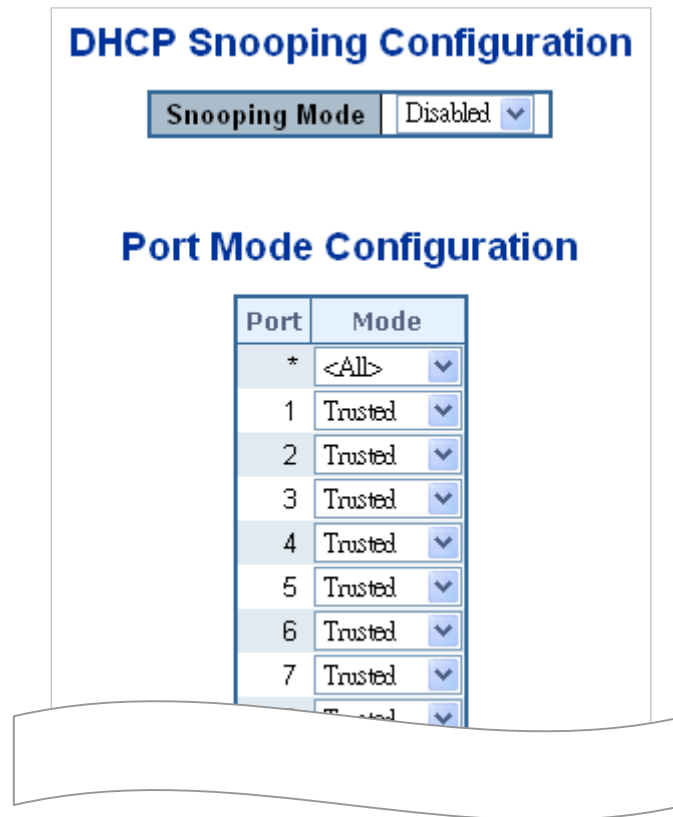 DHCP Snooping Configuration
Snooping Mode Disabled
Port Mode Configuration
Port Mode
* <All>
1 Trusted
2 Trusted
3 Trusted
4 Trusted
5 Trusted
6 Trusted
7 Trusted